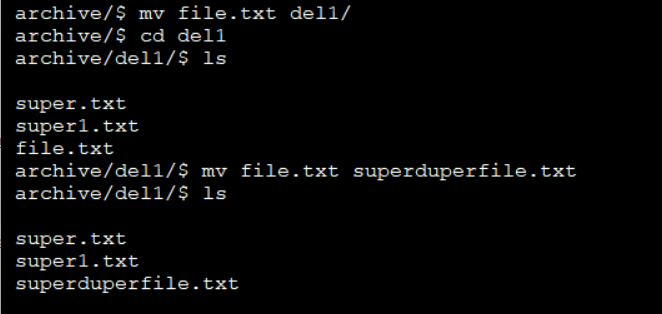 archive/$ mv file.txt del1/
archive/$ cd del1
archive/del1/$ ls
super.txt
super1.txt
file.txt
archive/del1/$ mv file.txt superduperfile.txt
archive/del1/$ ls
super.txt
super1.txt
superduperfile.txt